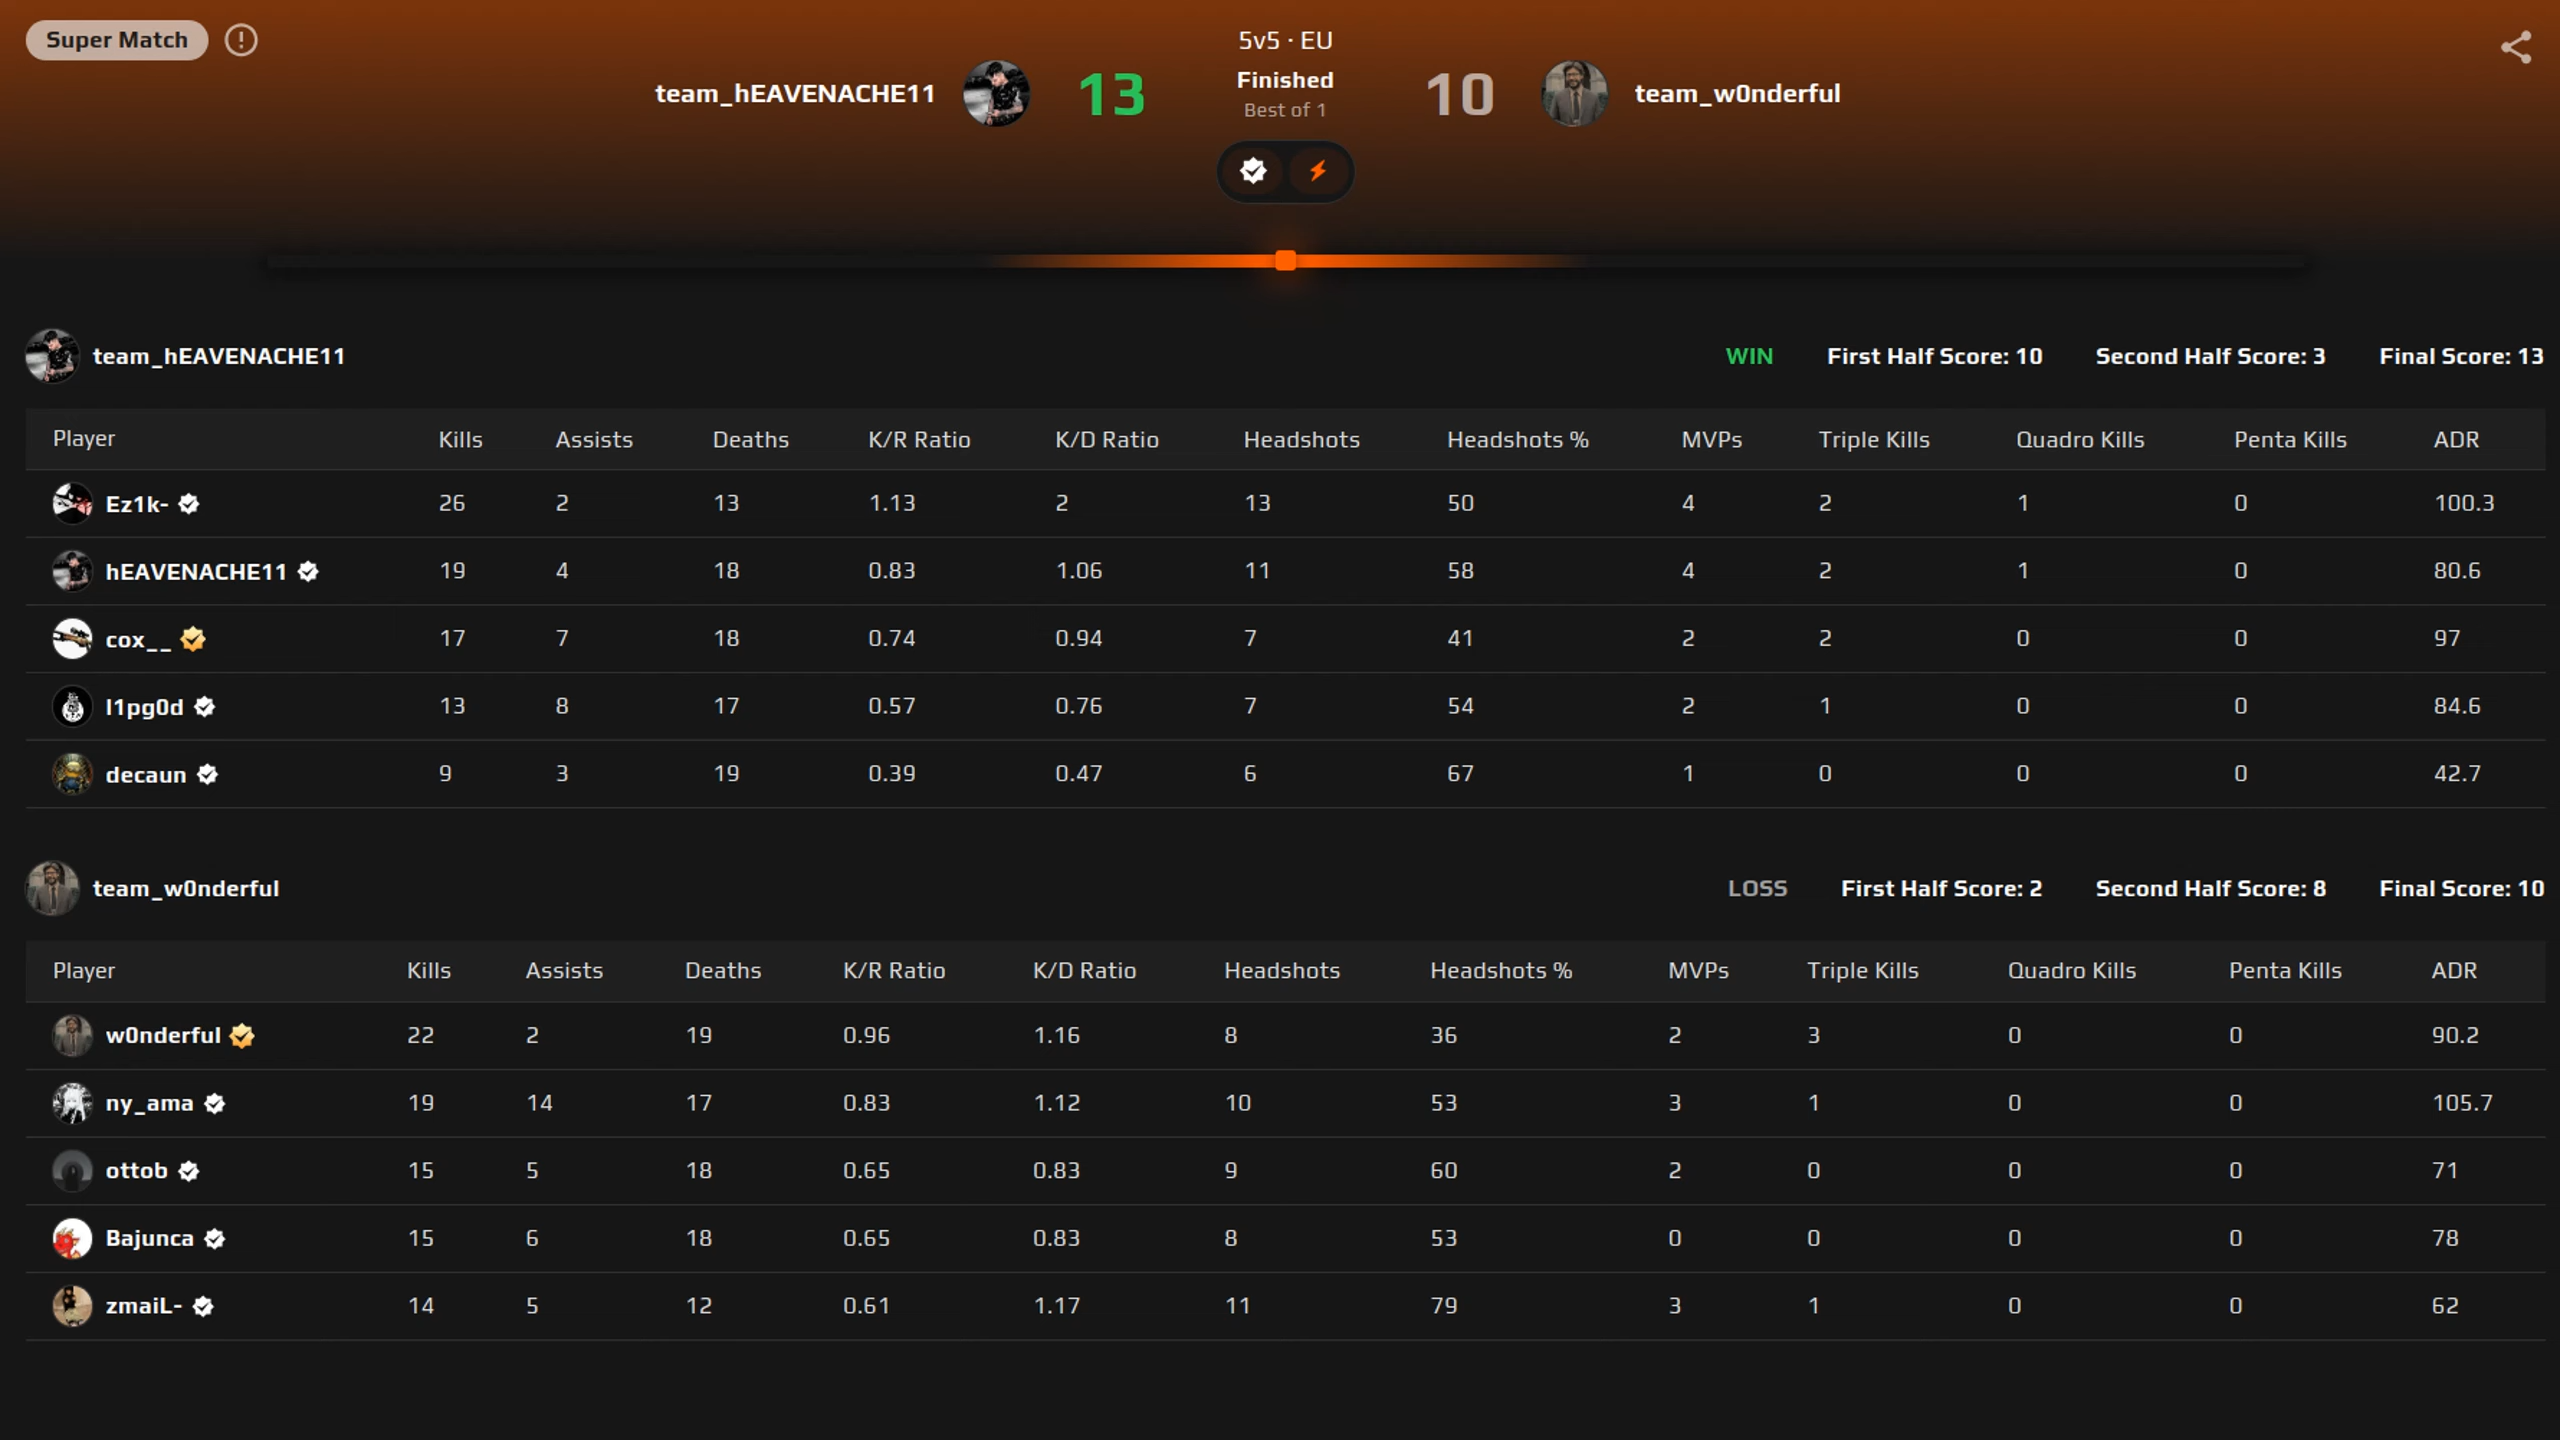 Super Match
5v5 · EU
team_hEAVENACHE11 13 Finished 10 team_w0nderful
Best of 1
team_hEAVENACHE11 WIN First Half Score: 10 Second Half Score: 3 Final Score: 13
Player Kills Assists Deaths K/R Ratio K/D Ratio Headshots Headshots % MVPs Triple Kills Quadro Kills Penta Kills ADR
Ez1k- 26 2 13 1.13 2 13 50 4 2 1 0 100.3
hEAVENACHE11 19 4 18 0.83 1.06 11 58 4 2 1 0 80.6
cox__ 17 7 18 0.74 0.94 7 41 2 2 0 0 97
l1pg0d 13 8 17 0.57 0.76 7 54 2 1 0 0 84.6
decaun 9 3 19 0.39 0.47 6 67 1 0 0 0 42.7
team_w0nderful LOSS First Half Score: 2 Second Half Score: 8 Final Score: 10
Player Kills Assists Deaths K/R Ratio K/D Ratio Headshots Headshots % MVPs Triple Kills Quadro Kills Penta Kills ADR
w0nderful 22 2 19 0.96 1.16 8 36 2 3 0 0 90.2
ny_ama 19 14 17 0.83 1.12 10 53 3 1 0 0 105.7
ottob 15 5 18 0.65 0.83 9 60 2 0 0 0 71
Bajunca 15 6 18 0.65 0.83 8 53 0 0 0 0 78
zmaiL- 14 5 12 0.61 1.17 11 79 3 1 0 0 62